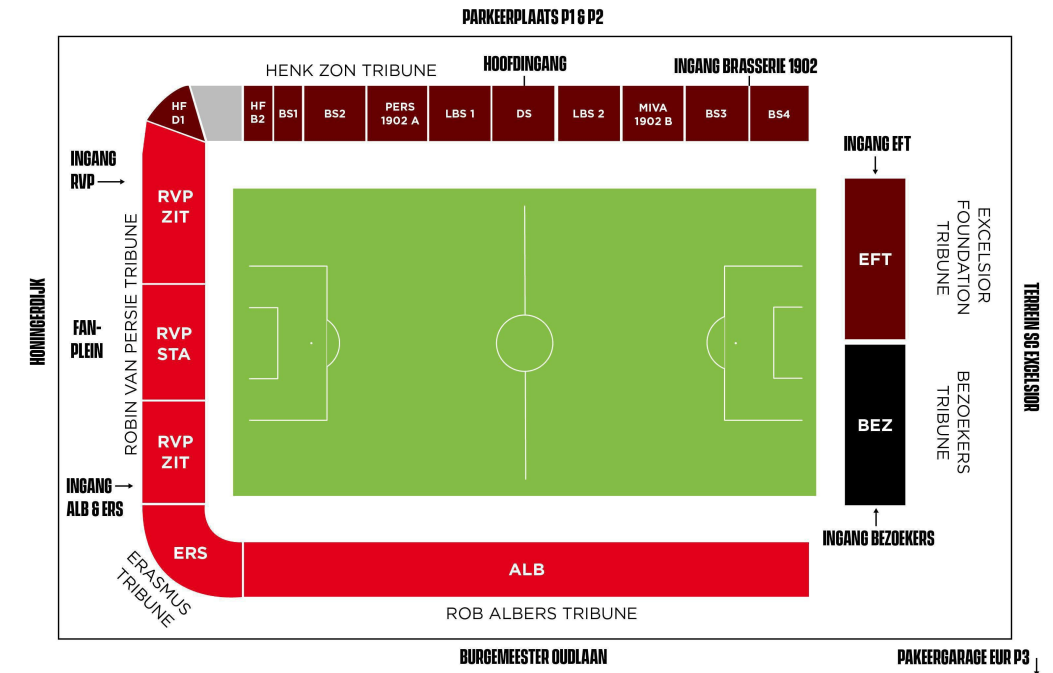 PARKEERPLAATS P1 & P2
HENK ZON TRIBUNE
HOOFDINGANG
INGANG BRASSERIE 1902
HF
D1
HF
B2
BS1
BS2
PERS
1902 A
LBS 1
DS
LBS 2
MIVA
1902 B
BS3
BS4
INGANG
RVP
INGANG EFT
RVP
ZIT
EFT
EXCELSIOR
FOUNDATION
TRIBUNE
HONINGERDIJK
FAN-
PLEIN
ROBIN VAN PERSIE TRIBUNE
RVP
STA
TERREIN SC EXCELSIOR
RVP
ZIT
BEZ
BEZOEKERS
TRIBUNE
INGANG
ALB & ERS
INGANG BEZOEKERS
ERS
ERASMUS
TRIBUNE
ALB
ROB ALBERS TRIBUNE
BURGEMEESTER OUDLAAN
PAKEERGARAGE EUR P3